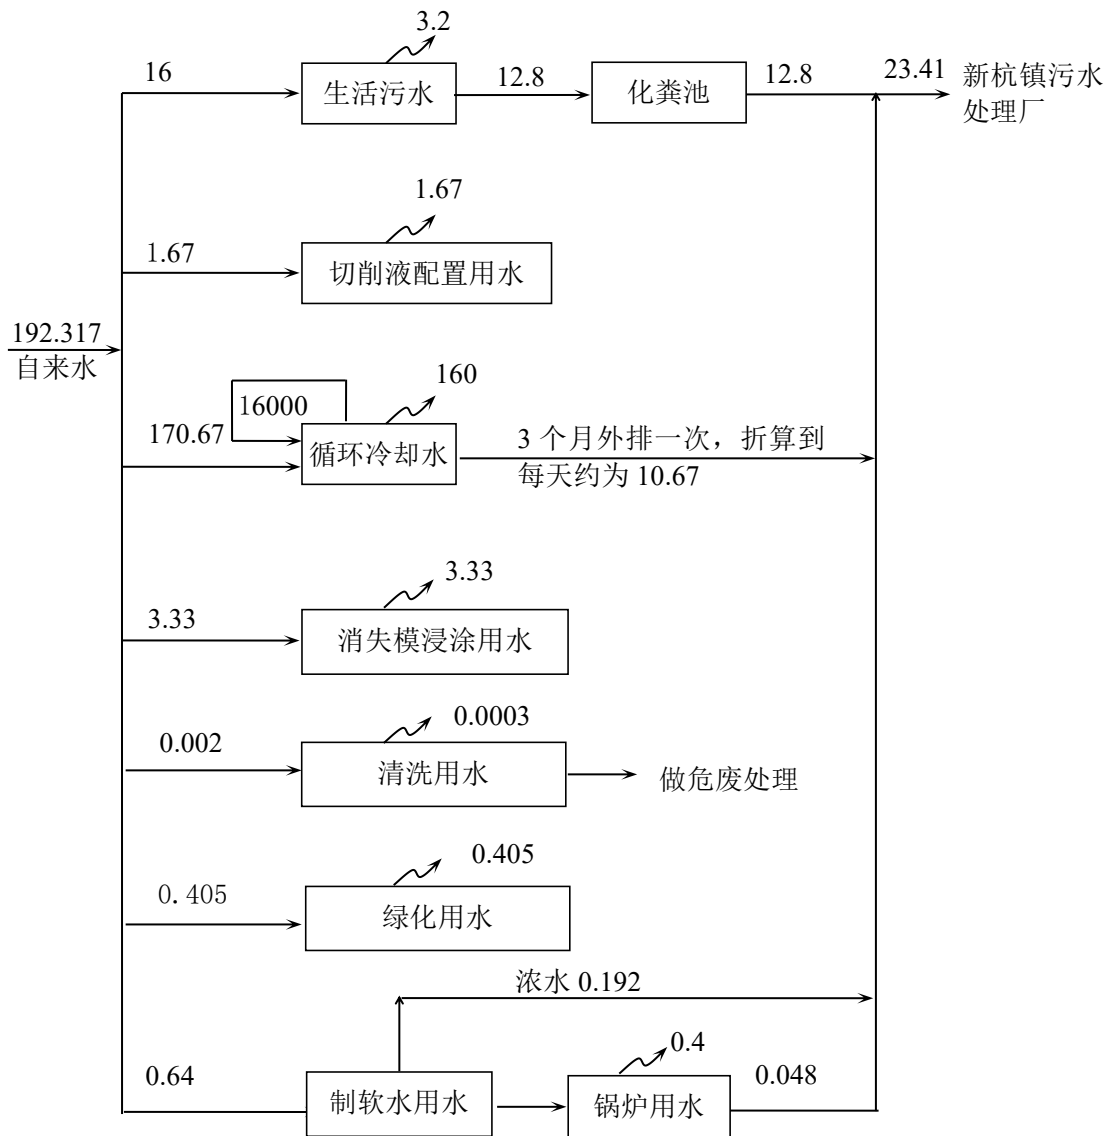 3.2
16
生活污水
12.8
化粪池
12.8
23.41
新杭镇污水
处理厂
1.67
1.67
切削液配置用水
192.317
自来水
160
16000
170.67
循环冷却水
3 个月外排一次，折算到
每天约为 10.67
3.33
3.33
消失模浸涂用水
0.0003
0.002
清洗用水
做危废处理
0.405
0.405
绿化用水
浓水 0.192
0.4
0.64
制软水用水
锅炉用水
0.048